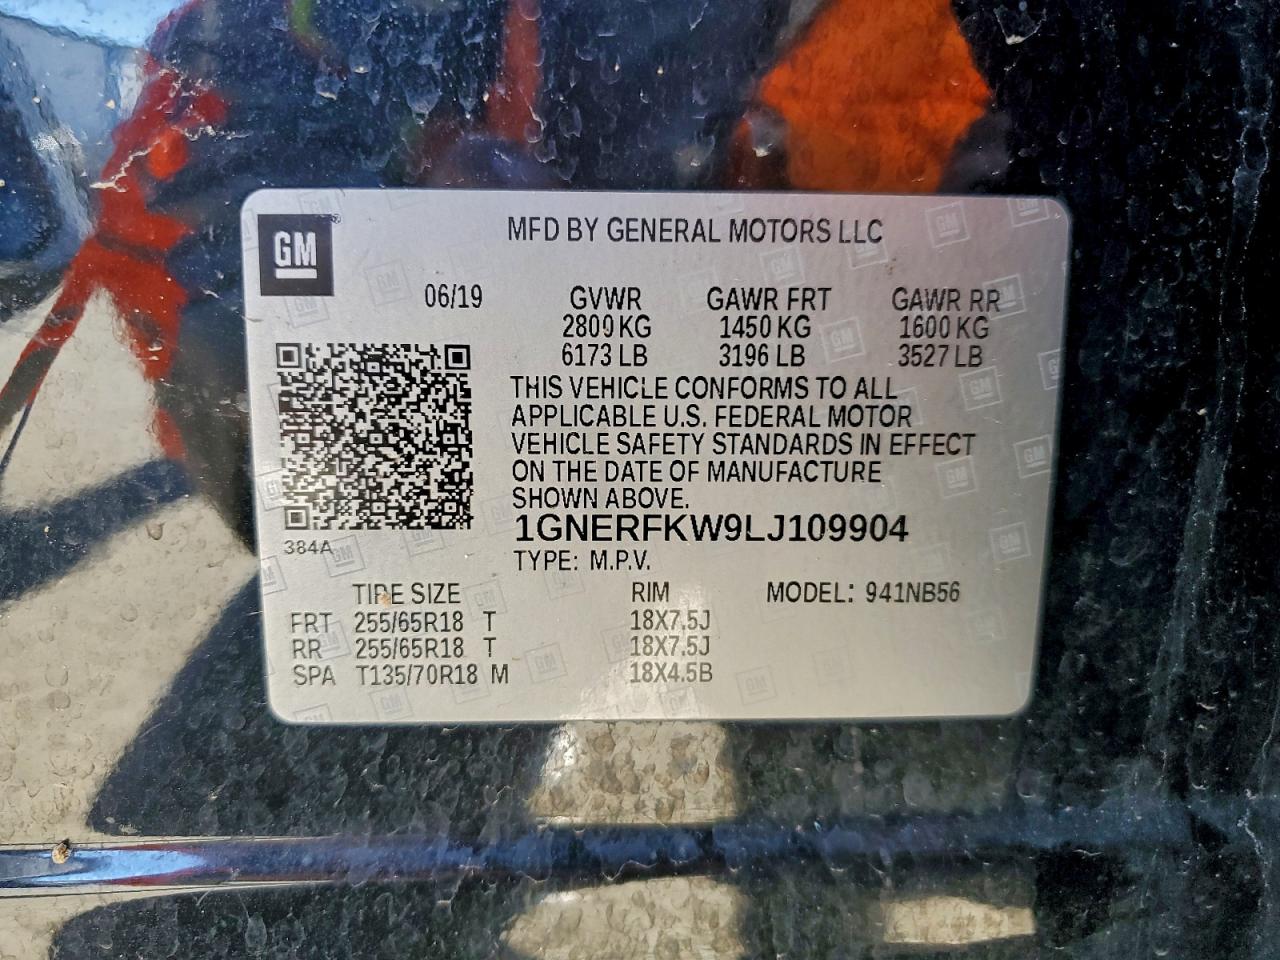 GM
MFD BY GENERAL MOTORS LLC
06/19 GVWR GAWR FRT GAWR RR
2800 KG 1450 KG 1600 KG
6173 LB 3196 LB 3527 LB
THIS VEHICLE CONFORMS TO ALL
APPLICABLE U.S. FEDERAL MOTOR
VEHICLE SAFETY STANDARDS IN EFFECT
ON THE DATE OF MANUFACTURE
SHOWN ABOVE.
1GNERFKW9LJ109904
384A
TYPE: M.P.V.
TIRE SIZE RIM MODEL: 941NB56
FRT 255/65R18 T 18X7.5J
RR 255/65R18 T 18X7.5J
SPA T135/70R18 M 18X4.5B